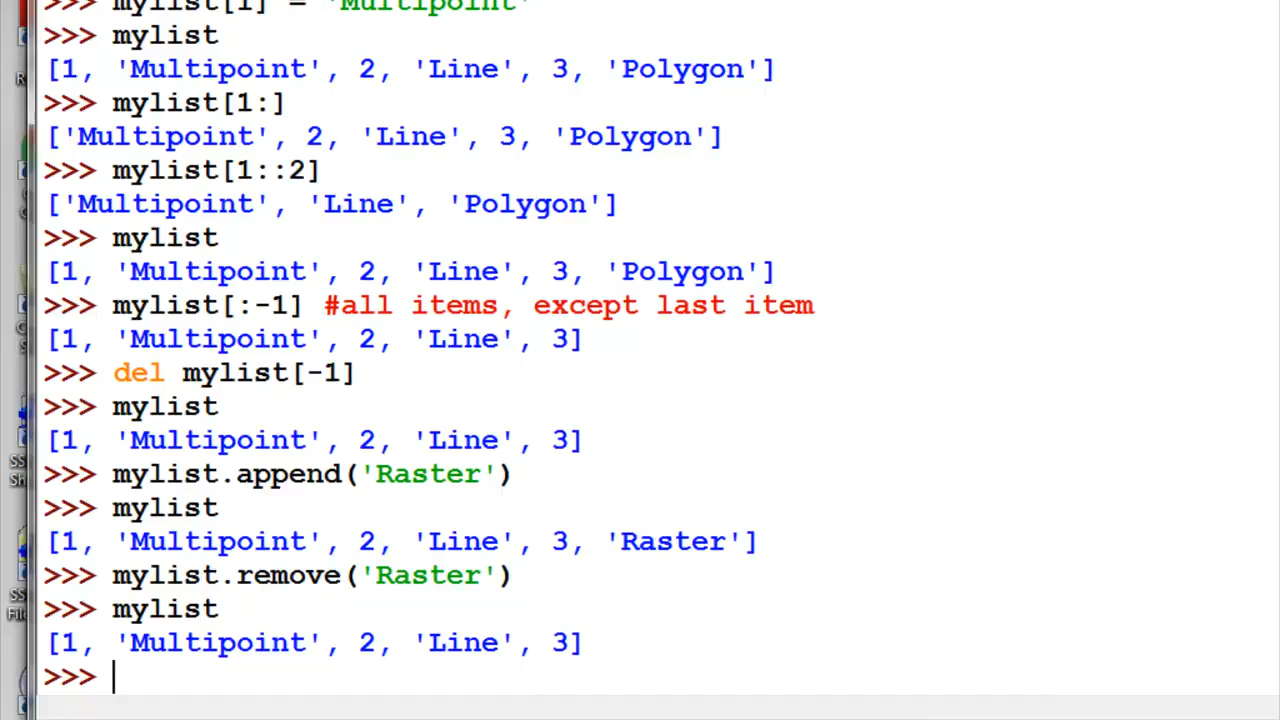 >>> mylist[1] = 'Multipoint'
>>> mylist
[1, 'Multipoint', 2, 'Line', 3, 'Polygon']
>>> mylist[1:]
['Multipoint', 2, 'Line', 3, 'Polygon']
>>> mylist[1::2]
['Multipoint', 'Line', 'Polygon']
>>> mylist
[1, 'Multipoint', 2, 'Line', 3, 'Polygon']
>>> mylist[:-1] #all items, except last item
[1, 'Multipoint', 2, 'Line', 3]
>>> del mylist[-1]
>>> mylist
[1, 'Multipoint', 2, 'Line', 3]
>>> mylist.append('Raster')
>>> mylist
[1, 'Multipoint', 2, 'Line', 3, 'Raster']
>>> mylist.remove('Raster')
>>> mylist
[1, 'Multipoint', 2, 'Line', 3]
>>>